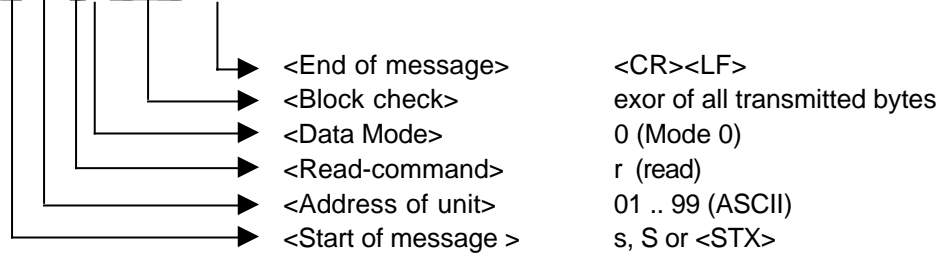 <End of message> <CR><LF>
<Block check> exor of all transmitted bytes
<Data Mode> 0 (Mode 0)
<Read-command> r (read)
<Address of unit> 01 .. 99 (ASCII)
<Start of message > s, S or <STX>